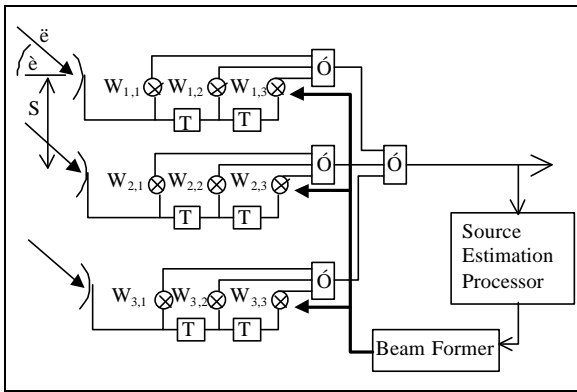 ë
è
S
W1,1 W1,2 W1,3
Ó
T T
W2,1 W2,2 W2,3
Ó Ó
T T
W3,1 W3,2 W3,3
Ó
T T
Source
Estimation
Processor
Beam Former